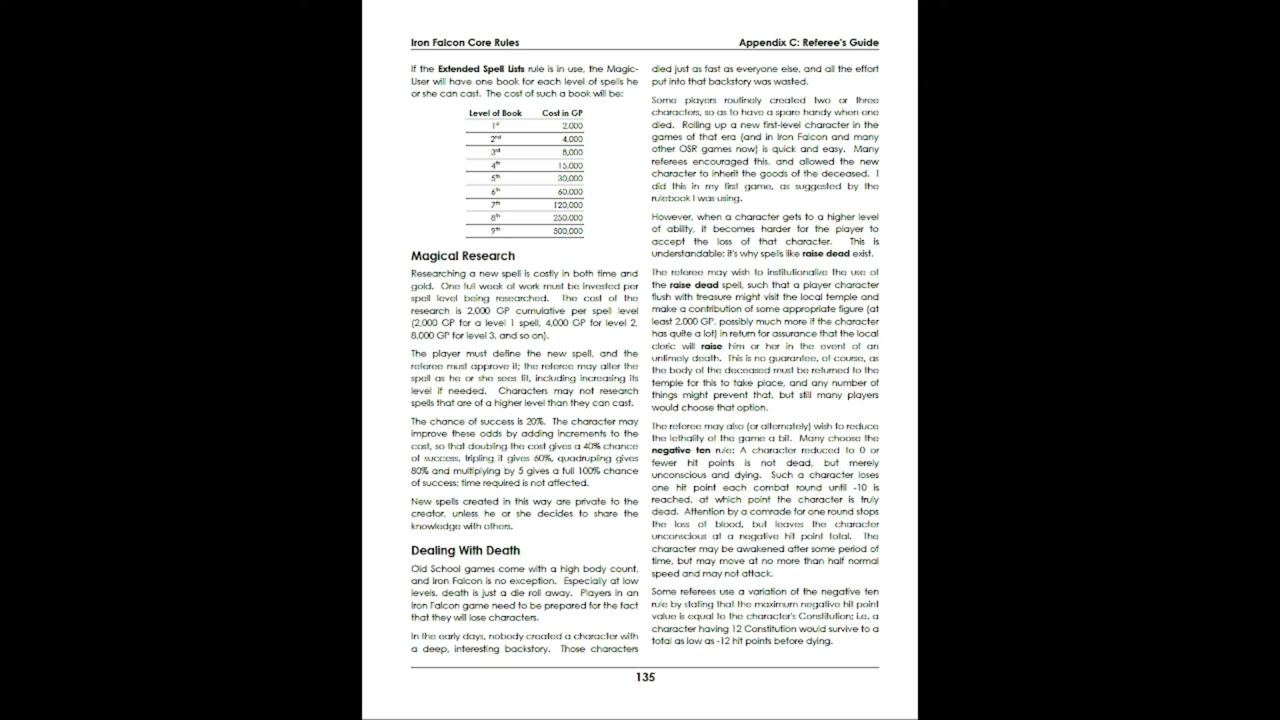 Iron Falcon Core Rules
Appendix C: Referee's Guide
If the Extended Spell Lists rule is in use, the Magic-
User will have one book for each level of spells he
or she can cast. The cost of such a book will be:
Level of Book Cost in GP
1st 2,000
2nd 4,000
3rd 8,000
4th 15,000
5th 30,000
6th 60,000
7th 120,000
8th 250,000
9th 500,000
Magical Research
Researching a new spell is costly in both time and
gold. One full week of work must be invested per
spell level being researched. The cost of the
research is 2,000 GP cumulative per spell level
(2,000 GP for a level 1 spell, 4,000 GP for level 2,
8,000 GP for level 3, and so on).
The player must define the new spell, and the
referee must approve it; the referee may alter the
spell as he or she sees fit, including increasing its
level if needed. Characters may not research
spells that are of a higher level than they can cast.
The chance of success is 20%. The character may
improve these odds by adding increments to the
cost, so that doubling the cost gives a 40% chance
of success, tripling it gives 60%, quadrupling gives
80% and multiplying by 5 gives a full 100% chance
of success; time required is not affected.
New spells created in this way are private to the
creator, unless he or she decides to share the
knowledge with others.
Dealing With Death
Old School games come with a high body count,
and Iron Falcon is no exception. Especially at low
levels, death is just a die roll away. Players in an
Iron Falcon game need to be prepared for the fact
that they will lose characters.
In the early days, nobody created a character with
a deep, interesting backstory. Those characters
died just as fast as everyone else, and all the effort
put into that backstory was wasted.
Some players routinely created two or three
characters, so as to have a spare handy when one
died. Rolling up a new first-level character in the
games of that era (and in Iron Falcon and many
other OSR games now) is quick and easy. Many
referees encouraged this, and allowed the new
character to inherit the goods of the deceased. I
did this in my first game, as suggested by the
rulebook I was using.
However, when a character gets to a higher level
of ability, it becomes harder for the player to
accept the loss of that character. This is
understandable; it's why spells like raise dead exist.
The referee may wish to institutionalize the use of
the raise dead spell, such that a player character
flush with treasure might visit the local temple and
make a contribution of some appropriate figure (at
least 2,000 GP, possibly much more if the character
has quite a lot) in return for assurance that the local
cleric will raise him or her in the event of an
untimely death. This is no guarantee, of course, as
the body of the deceased must be returned to the
temple for this to take place, and any number of
things might prevent that, but still many players
would choose that option.
The referee may also (or alternately) wish to reduce
the lethality of the game a bit. Many choose the
negative ten rule: A character reduced to 0 or
fewer hit points is not dead, but merely
unconscious and dying. Such a character loses
one hit point each combat round until -10 is
reached, at which point the character is truly
dead. Attention by a comrade for one round stops
the loss of blood, but leaves the character
unconscious at a negative hit point total. The
character may be awakened after some period of
time, but may move at no more than half normal
speed and may not attack.
Some referees use a variation of the negative ten
rule by stating that the maximum negative hit point
value is equal to the character's Constitution; i.e. a
character having 12 Constitution would survive to a
total as low as -12 hit points before dying.
135